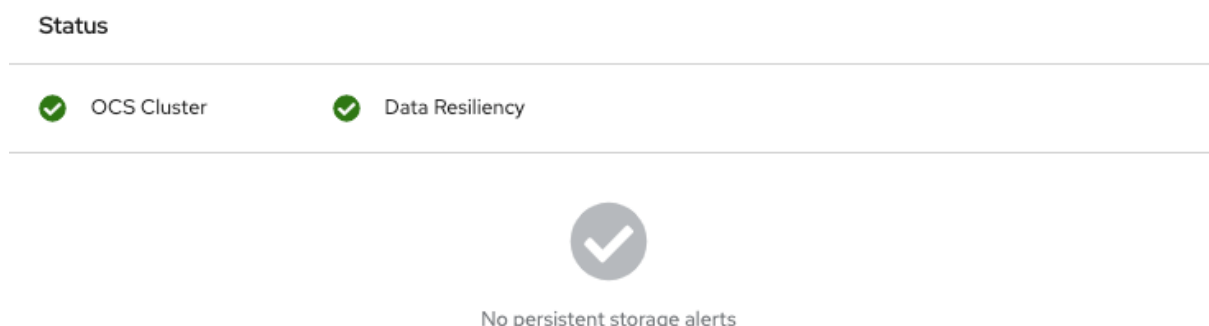 Status
OCS Cluster Data Resiliency
No persistent storage alerts